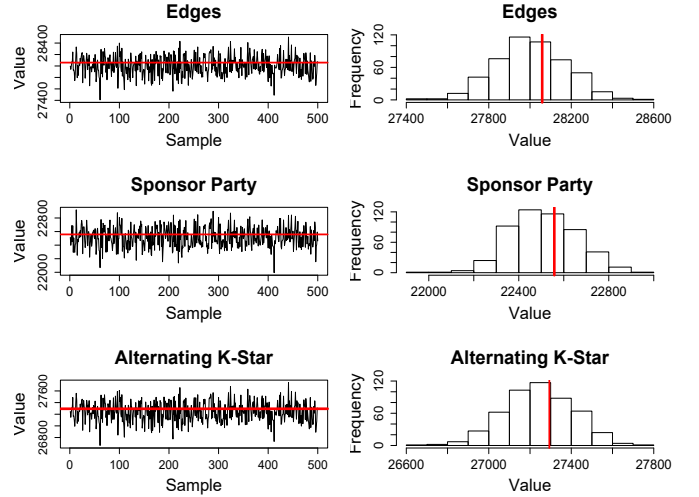 Edges
Value
27400 28400
0 100 200 300 400 500
Sample
Edges
Frequency
0 60 120
27400 27800 28200 28600
Value
Sponsor Party
Value
22000 22800
0 100 200 300 400 500
Sample
Sponsor Party
Frequency
0 60 120
22000 22400 22800
Value
Alternating K-Star
Value
26800 27600
0 100 200 300 400 500
Sample
Alternating K-Star
Frequency
0 60 120
26600 27000 27400 27800
Value